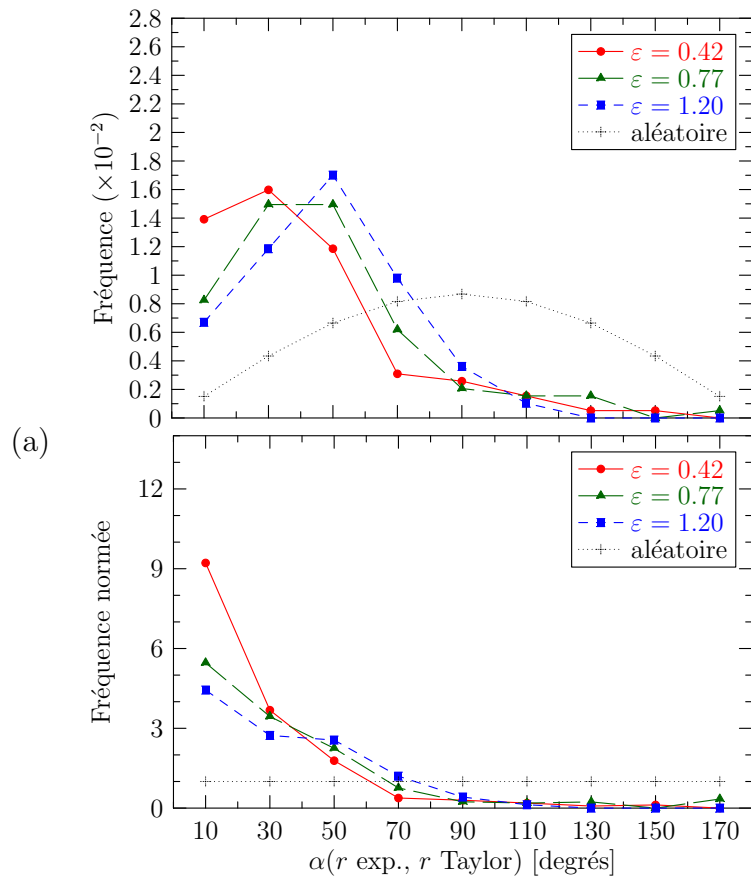 2.8
2.6
2.4
2.2
2
1.8
1.6
1.4
1.2
1
0.8
0.6
0.4
0.2
0
Fréquence (×10⁻²)
ε = 0.42
ε = 0.77
ε = 1.20
aléatoire
(a)
12
9
6
3
0
Fréquence normée
ε = 0.42
ε = 0.77
ε = 1.20
aléatoire
10 30 50 70 90 110 130 150 170
α(r exp., r Taylor) [degrés]